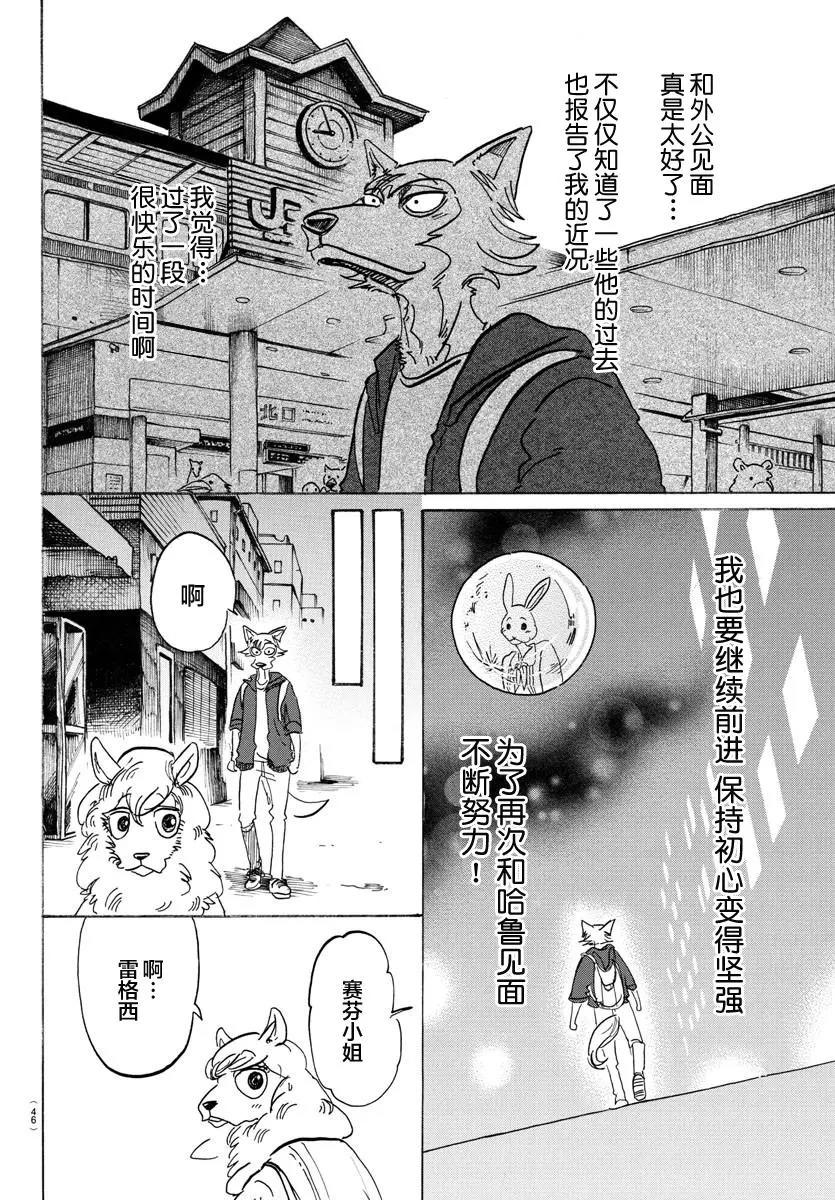 和外公见面
真是太好了…
不仅仅知道了一些他的过去
也报告了我的近况
我觉得…
过了一段
很快乐的时间啊
北口
我也要继续前进 保持初心变得坚强
为了再次和哈鲁见面
不断努力！
啊
赛芬小姐
啊…
雷格西
46